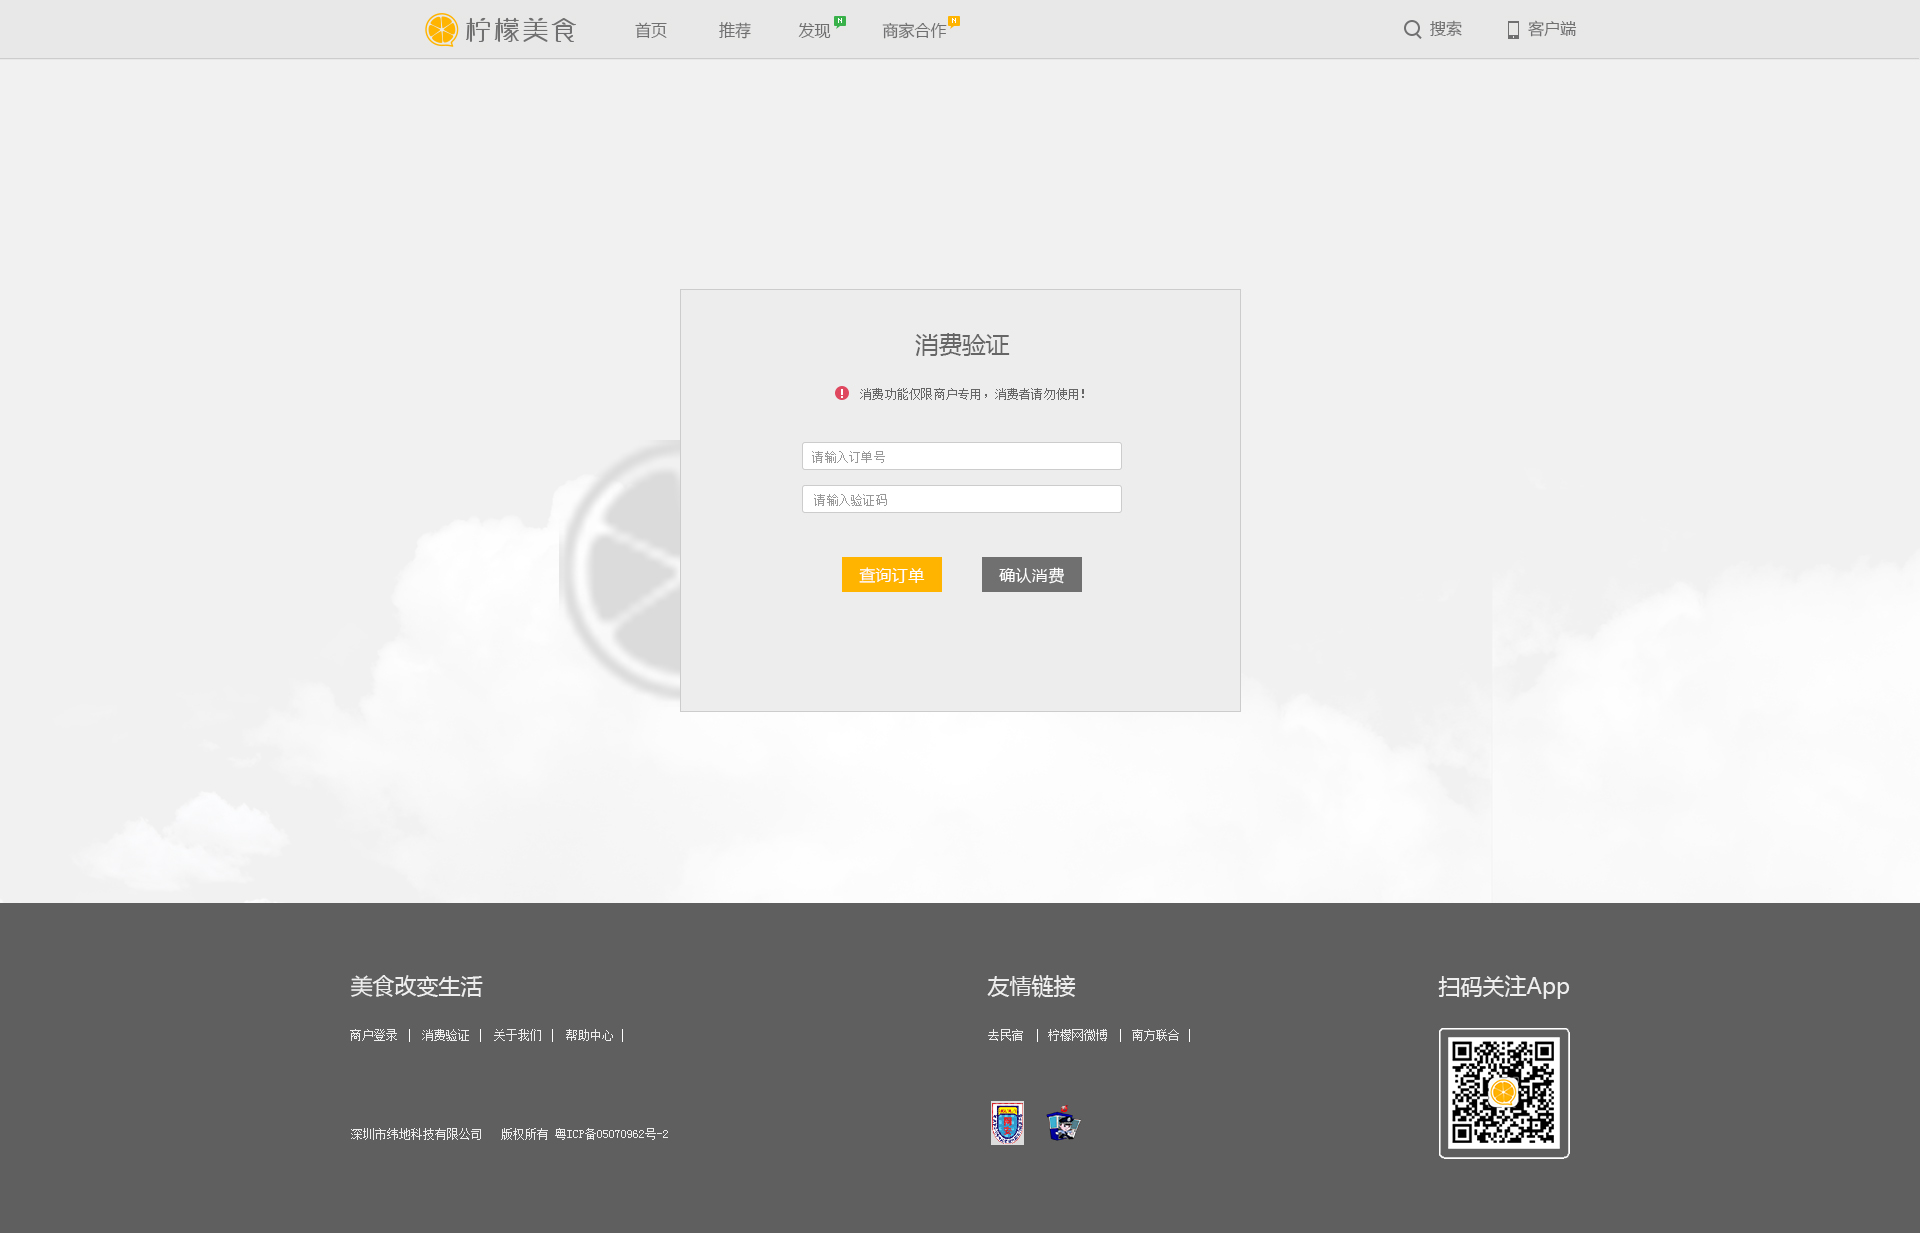 柠檬美食 首页 推荐 发现 N 商家合作 N 搜索 客户端
消费验证
消费功能仅限商户专用，消费者请勿使用！
请输入订单号
请输入验证码
查询订单 确认消费
美食改变生活 友情链接 扫码关注App
商户登录 | 消费验证 | 关于我们 | 帮助中心 | 去民宿 | 柠檬网微博 | 南方联合 |
深圳市纬地科技有限公司 版权所有 粤ICP备05070962号-2